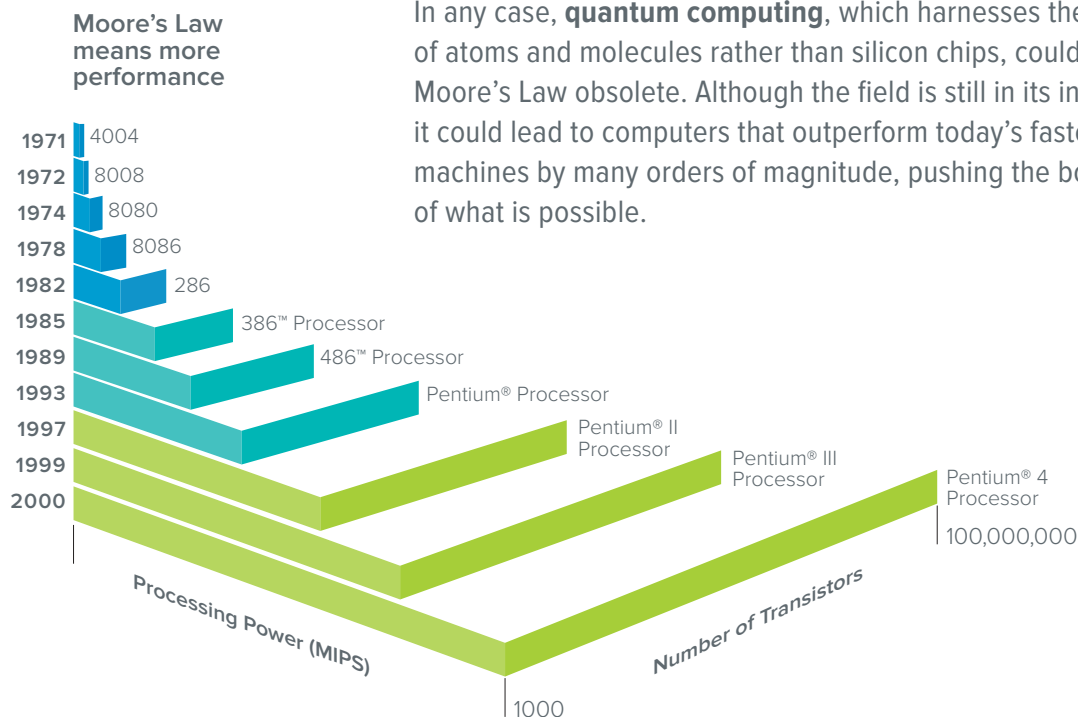 Moore's Law
means more
performance
In any case, quantum computing, which harnesses the
of atoms and molecules rather than silicon chips, could
Moore's Law obsolete. Although the field is still in its
it could lead to computers that outperform today's
machines by many orders of magnitude, pushing the
of what is possible.
1971 4004
1972 8008
1974 8080
1978 8086
1982 286
1985 386™ Processor
1989 486™ Processor
1993 Pentium® Processor
1997 Pentium® II
Processor
1999 Pentium® III
Processor
2000 Pentium® 4
Processor
100,000,000
Processing Power (MIPS)
Number of Transistors
1000